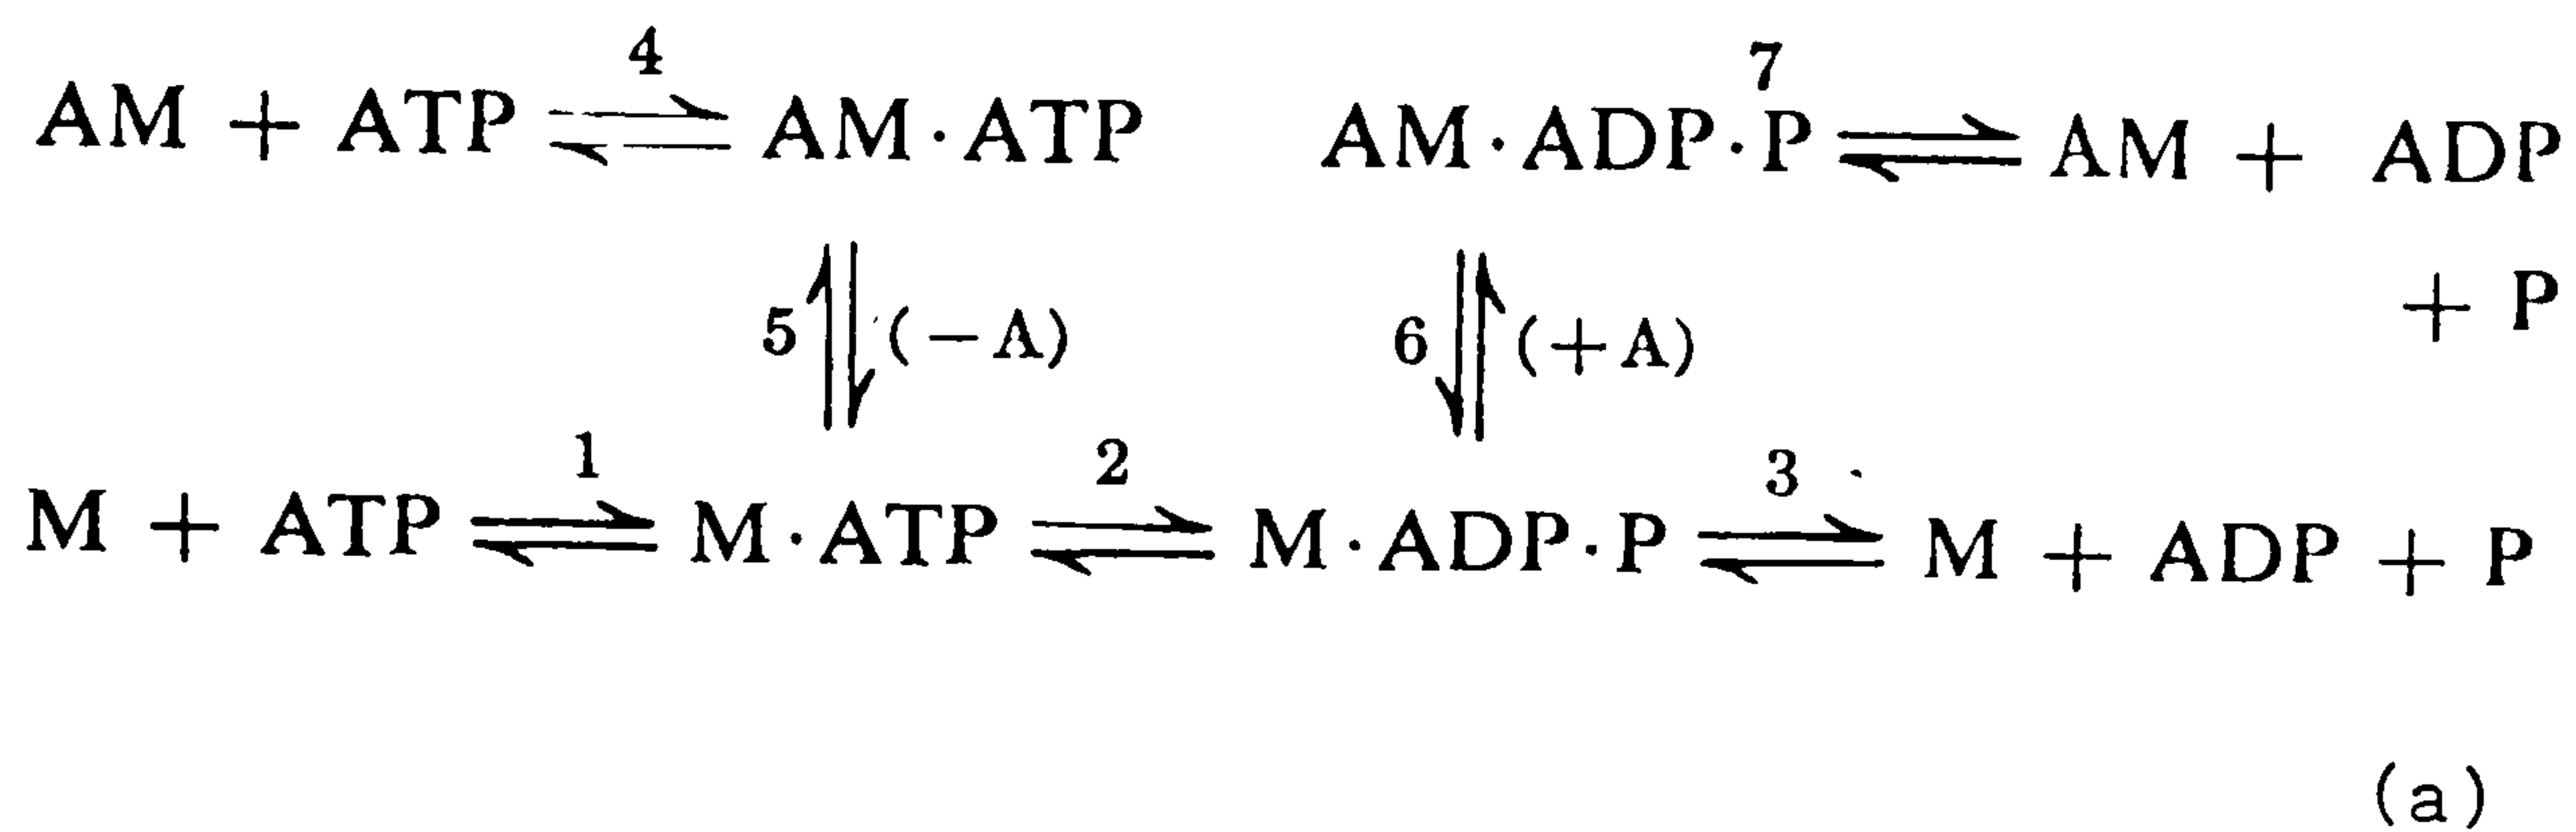 4 7
AM + ATP ⇌ AM·ATP AM·ADP·P ⇌ AM + ADP
+ P
5 (−A) 6 (+A)
1 2 3
M + ATP ⇌ M·ATP ⇌ M·ADP·P ⇌ M + ADP + P
(a)